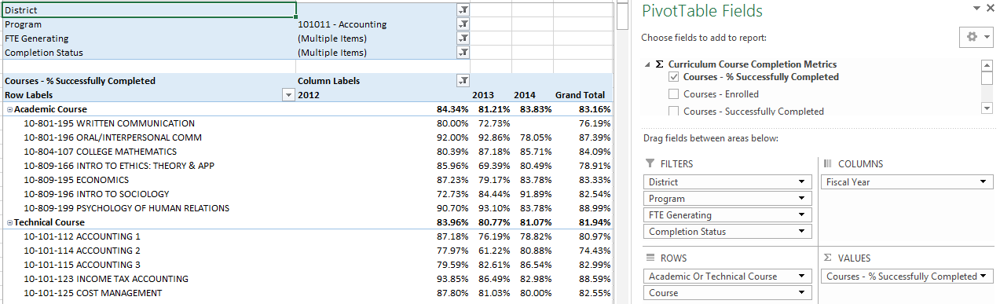 District
Program 101011 - Accounting
FTE Generating (Multiple Items)
Completion Status (Multiple Items)
Courses - % Successfully Completed Column Labels
Row Labels 2012 2013 2014 Grand Total
Academic Course 84.34% 81.21% 83.83% 83.16%
10-801-195 WRITTEN COMMUNICATION 80.00% 72.73% 76.19%
10-801-196 ORAL/INTERPERSONAL COMM 92.00% 92.86% 78.05% 87.39%
10-804-107 COLLEGE MATHEMATICS 80.39% 87.18% 85.71% 84.09%
10-809-166 INTRO TO ETHICS: THEORY & APP 85.96% 69.39% 80.49% 78.91%
10-809-195 ECONOMICS 87.23% 79.17% 83.78% 83.33%
10-809-196 INTRO TO SOCIOLOGY 72.73% 84.44% 91.89% 82.54%
10-809-199 PSYCHOLOGY OF HUMAN RELATIONS 90.70% 93.10% 83.78% 88.99%
Technical Course 83.96% 80.77% 81.07% 81.94%
10-101-112 ACCOUNTING 1 87.18% 76.19% 78.82% 80.97%
10-101-114 ACCOUNTING 2 77.97% 61.22% 80.88% 74.43%
10-101-115 ACCOUNTING 3 79.59% 82.61% 86.54% 82.99%
10-101-123 INCOME TAX ACCOUNTING 93.85% 86.49% 82.98% 88.59%
10-101-125 COST MANAGEMENT 87.80% 81.03% 80.00% 82.55%
PivotTable Fields
Choose fields to add to report:
Σ Curriculum Course Completion Metrics
Courses - % Successfully Completed
Courses - Enrolled
Courses - Successfully Completed
Drag fields between areas below:
FILTERS
District
Program
FTE Generating
Completion Status
COLUMNS
Fiscal Year
ROWS
Academic Or Technical Course
Course
Σ VALUES
Courses - % Successfully Completed